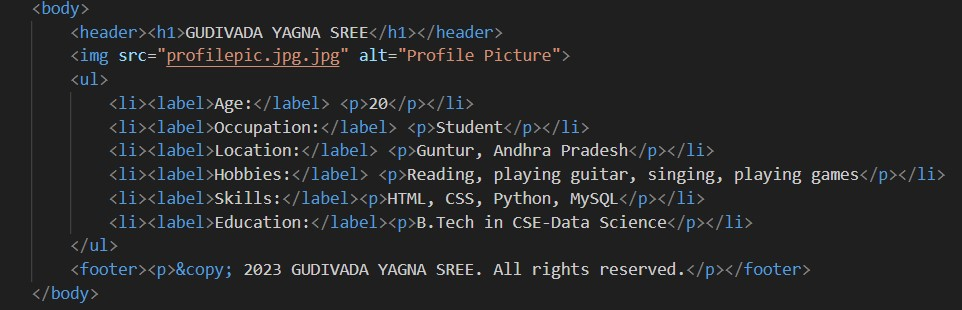 <body>
<header><h1>GUDIVADA YAGNA SREE</h1></header>
<img src="profilepic.jpg.jpg" alt="Profile Picture">
<ul>
<li><label>Age:</label> <p>20</p></li>
<li><label>Occupation:</label> <p>Student</p></li>
<li><label>Location:</label> <p>Guntur, Andhra Pradesh</p></li>
<li><label>Hobbies:</label> <p>Reading, playing guitar, singing, playing games</p></li>
<li><label>Skills:</label><p>HTML, CSS, Python, MySQL</p></li>
<li><label>Education:</label><p>B.Tech in CSE-Data Science</p></li>
</ul>
<footer><p>&copy; 2023 GUDIVADA YAGNA SREE. All rights reserved.</p></footer>
</body>